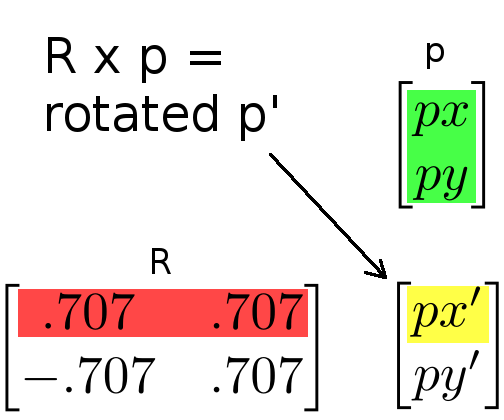 R x p =
rotated p'
p
px
py
R
.707 .707
−.707 .707
px′
py′